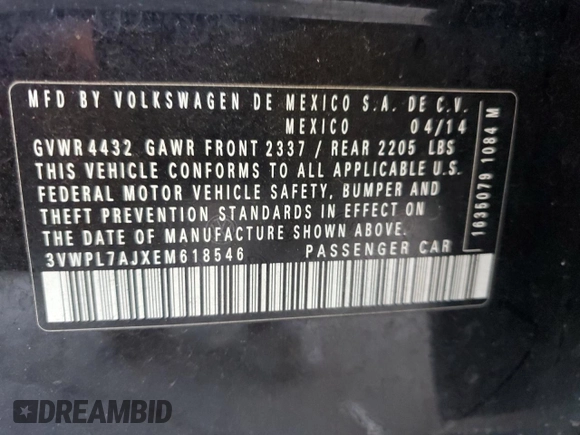 MFD BY VOLKSWAGEN DE MEXICO S.A. DE C.V.
MEXICO 04/14
GVWR 4432 GAWR FRONT 2337 / REAR 2205 LBS
THIS VEHICLE CONFORMS TO ALL APPLICABLE U.S.
FEDERAL MOTOR VEHICLE SAFETY, BUMPER AND
THEFT PREVENTION STANDARDS IN EFFECT ON
THE DATE OF MANUFACTURE SHOWN ABOVE.
3VWPL7AJXEM618546 PASSENGER CAR
1635079 1084 M
DREAMBID